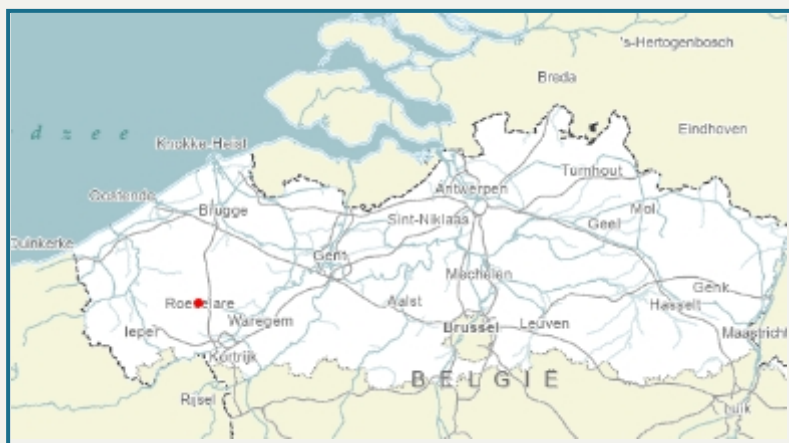 's-Hertogenbosch
Breda
d z e e
Eindhoven
Knokke-Heist
Turnhout
Antwerpen
Oostende
Mol
Brugge
Sint-Niklaas
Geel
Duinkerke
Gent
Mechelen
Genk
Roeselare
Aalst
Hasselt
Waregem
Brussel
Leuven
Ieper
Maastricht
Kortrijk
BELGIË
Rijsel
Luik